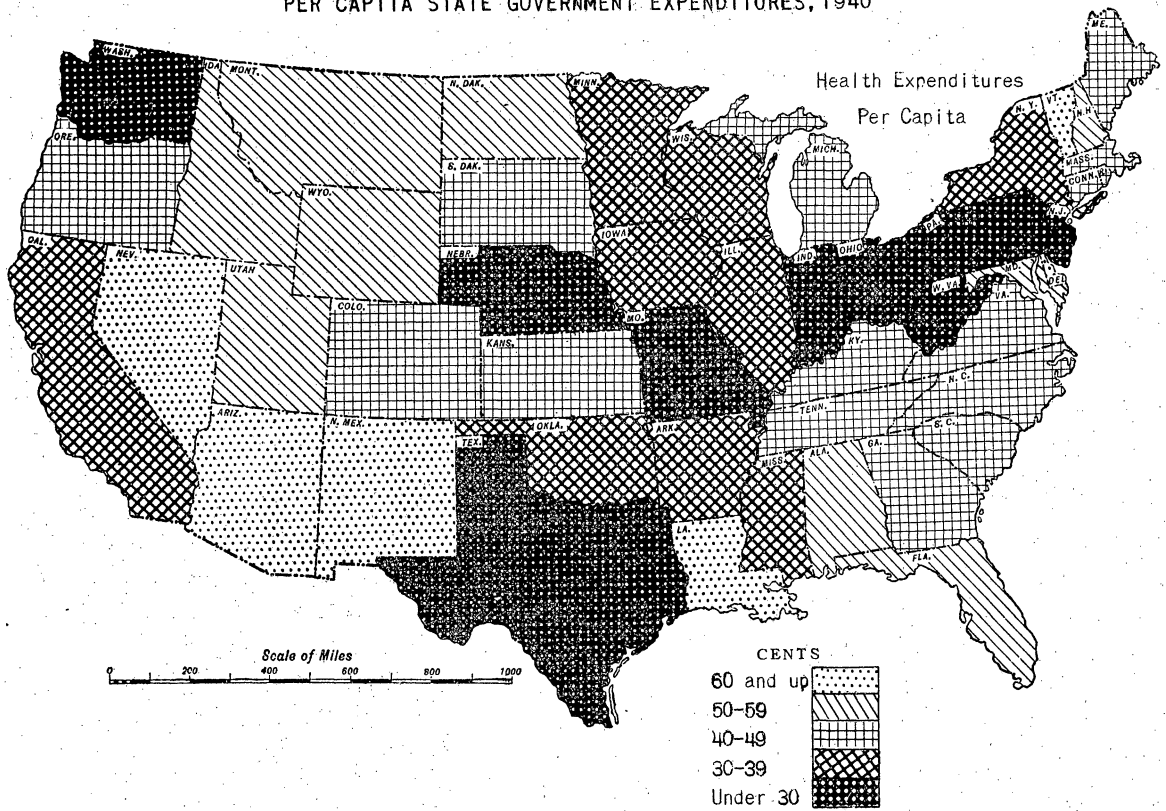 PER CAPITA STATE GOVERNMENT EXPENDITURES, 1940
Health Expenditures
Per Capita
WASH.
IDA
MONT.
N. DAK.
MINN.
ME.
N. Y.
VT.
N.H.
ORE.
WIS.
MICH.
MASS.
CONN.
R.I.
S. DAK.
WYO.
IOWA
PA.
N.J.
CAL.
NEV.
UTAH
NEBR.
ILL.
IND.
OHIO
MD.
DEL.
W. VA.
VA.
COLO.
KANS.
MO.
KY.
N. C.
TENN.
ARIZ.
N. MEX.
TEX.
OKLA.
ARK.
S. C.
MISS.
ALA.
GA.
LA.
FLA.
Scale of Miles
0 200 400 600 800 1000
CENTS
60 and up
50-59
40-49
30-39
Under 30